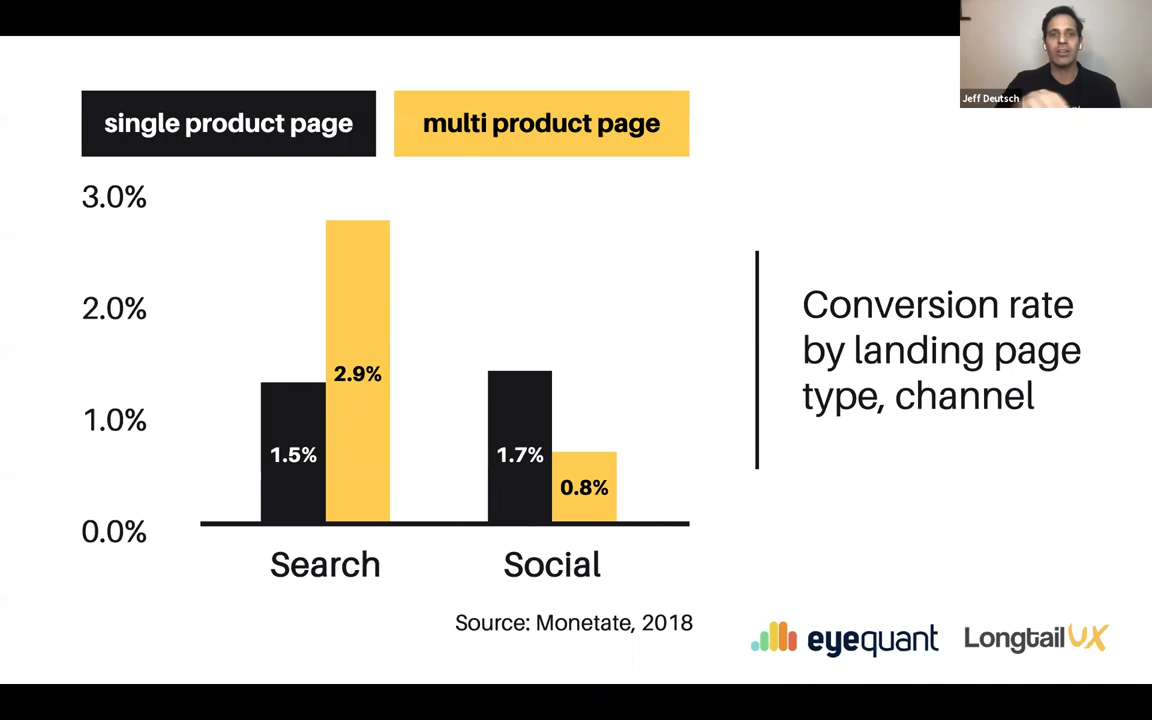 Jeff Deutsch
single product page
multi product page
3.0%
2.0%
1.0%
0.0%
2.9%
1.5%
1.7%
0.8%
Search
Social
Conversion rate
by landing page
type, channel
Source: Monetate, 2018
eyequant
LongtailUX